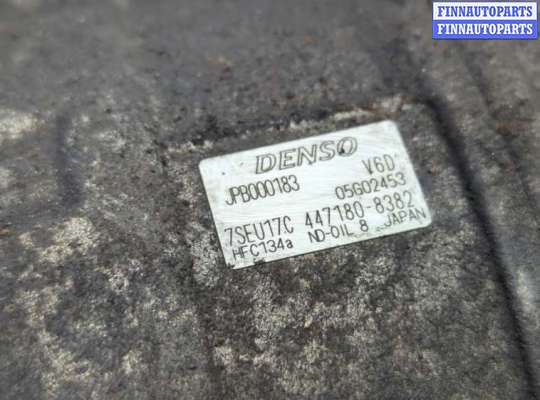 FINNAUTOPARTS
FINNAUTOPARTS
DENSO
JPB000183 V6D
05G02453
7SEU17C 447180-8382
HFC134a ND-OIL 8 JAPAN